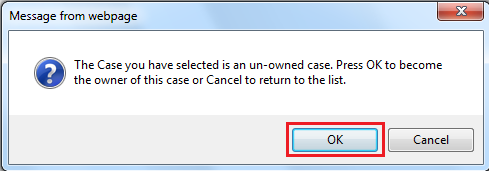 Message from webpage
The Case you have selected is an un-owned case. Press OK to become
the owner of this case or Cancel to return to the list.
OK
Cancel